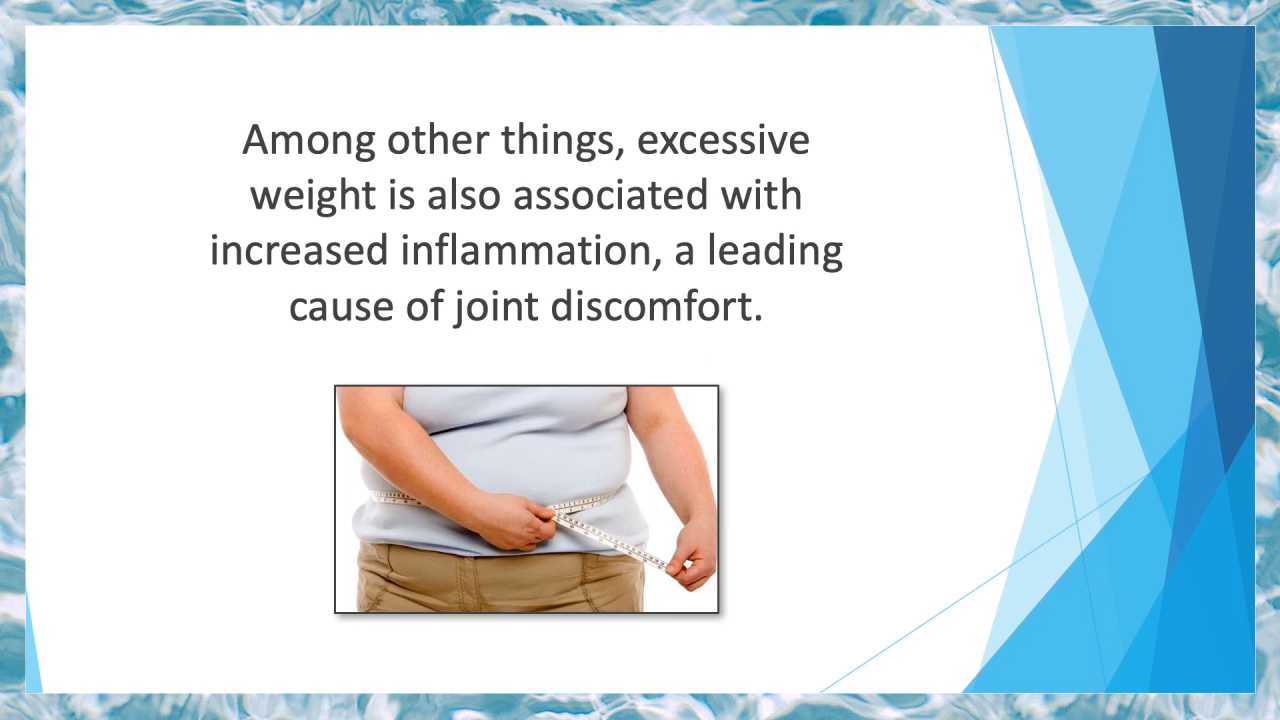 Among other things, excessive
weight is also associated with
increased inflammation, a leading
cause of joint discomfort.